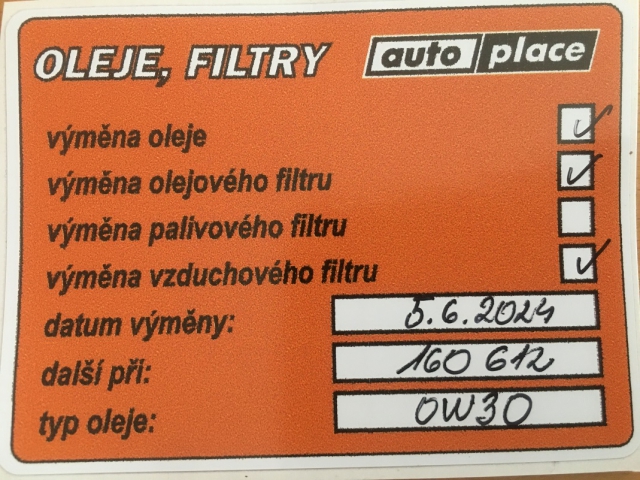 OLEJE, FILTRY auto place
výměna oleje ✓
výměna olejového filtru ✓
výměna palivového filtru
výměna vzduchového filtru ✓
datum výměny: 5.6.2024
další při: 160 612
typ oleje: 0W30